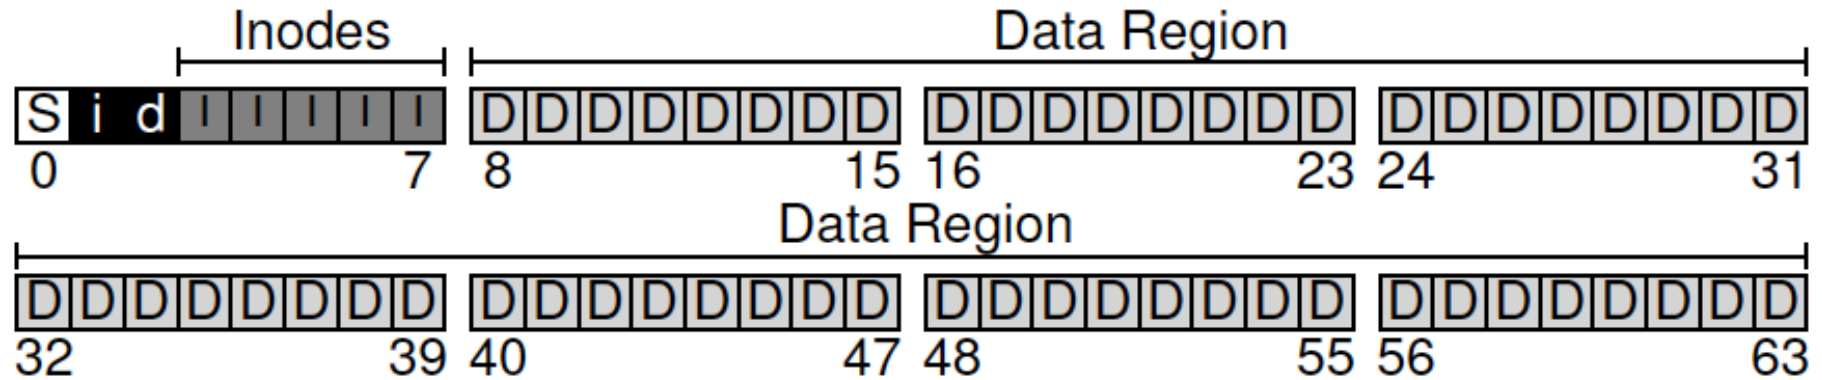 Inodes Data Region
S i d I I I I I D D D D D D D D D D D D D D D D D D D D D D D D
0 7 8 15 16 23 24 31
Data Region
D D D D D D D D D D D D D D D D D D D D D D D D D D D D D D D D
32 39 40 47 48 55 56 63